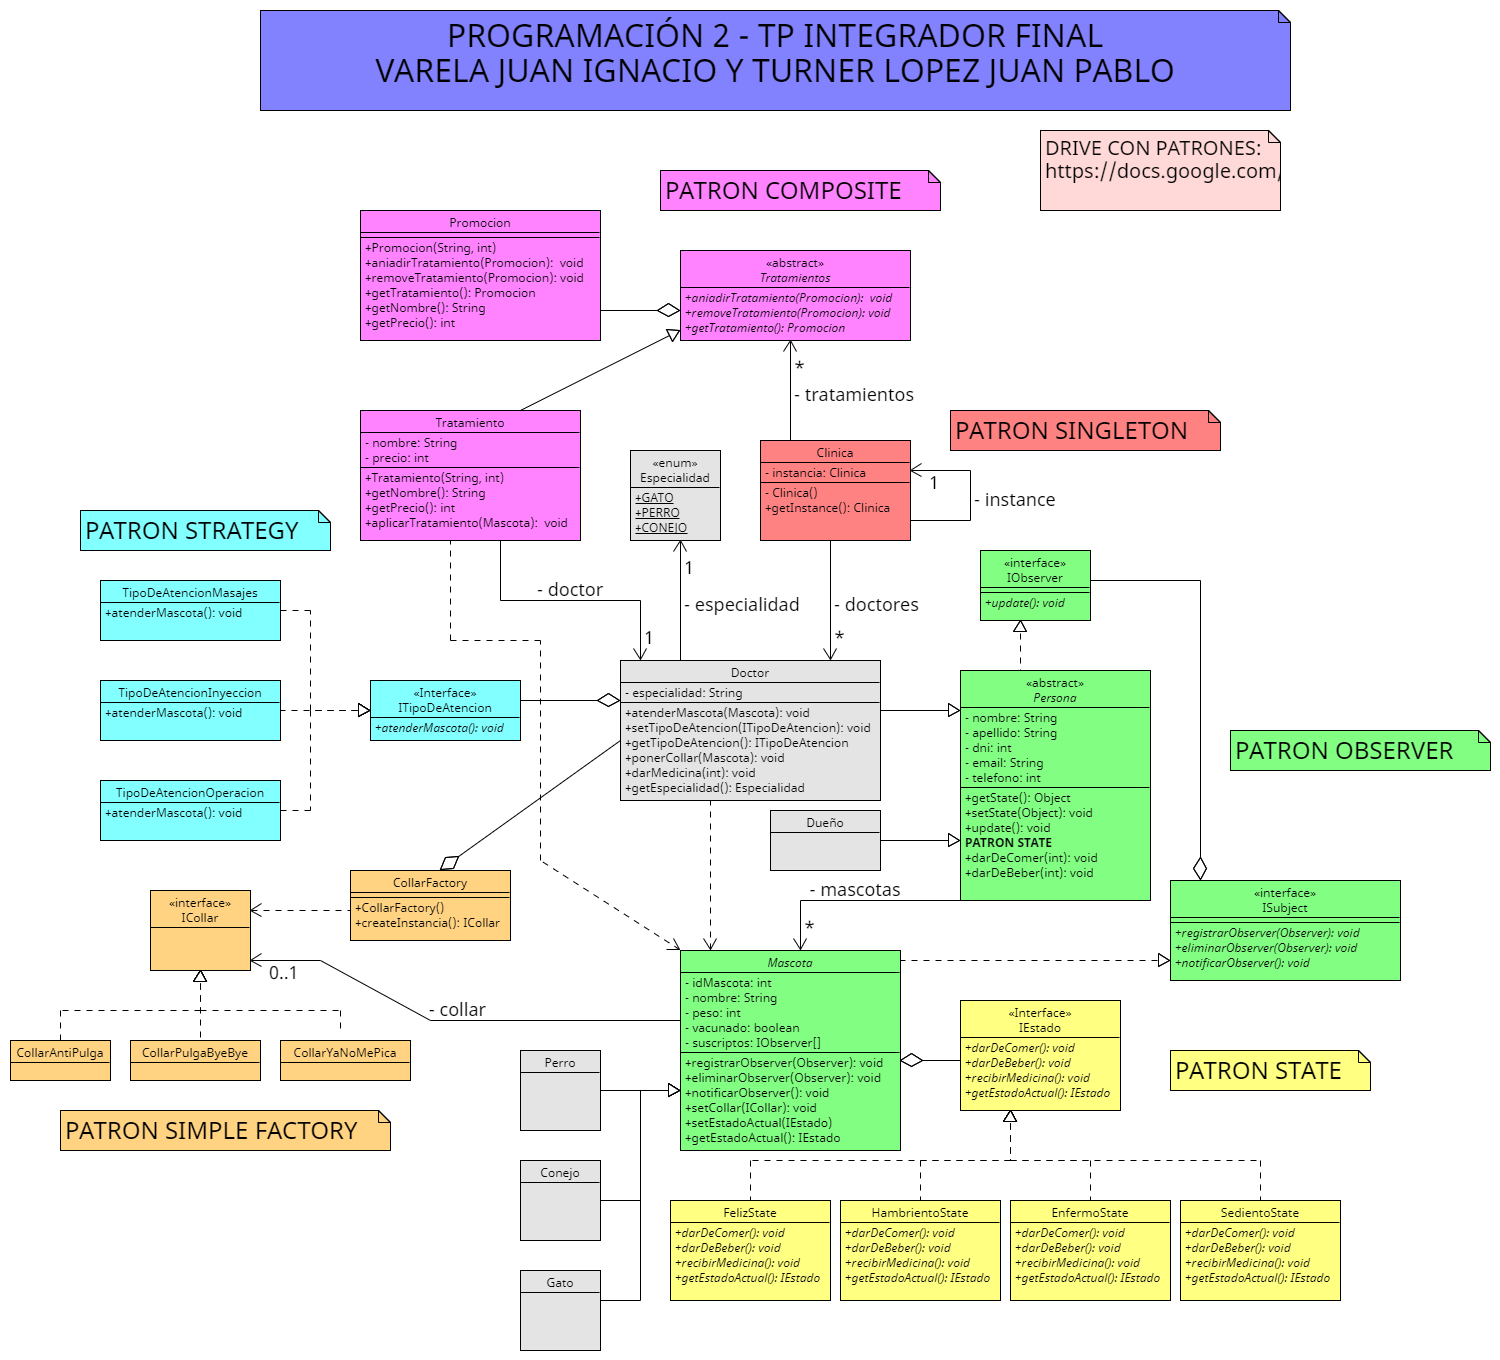 PROGRAMACIÓN 2 - TP INTEGRADOR FINAL
VARELA JUAN IGNACIO Y TURNER LOPEZ JUAN PABLO
DRIVE CON PATRONES:
https://docs.google.com/
PATRON COMPOSITE
Promocion
+Promocion(String, int)
+aniadirTratamiento(Promocion): void
+removeTratamiento(Promocion): void
+getTratamiento(): Promocion
+getNombre(): String
+getPrecio(): int
«abstract»
Tratamientos
+aniadirTratamiento(Promocion): void
+removeTratamiento(Promocion): void
+getTratamiento(): Promocion
*
- tratamientos
Tratamiento
- nombre: String
- precio: int
+Tratamiento(String, int)
+getNombre(): String
+getPrecio(): int
+aplicarTratamiento(Mascota): void
«enum»
Especialidad
+GATO
+PERRO
+CONEJO
Clinica
- instancia: Clinica
- Clinica()
+getInstance(): Clinica
PATRON SINGLETON
1
- instance
PATRON STRATEGY
TipoDeAtencionMasajes
+atenderMascota(): void
TipoDeAtencionInyeccion
+atenderMascota(): void
TipoDeAtencionOperacion
+atenderMascota(): void
«Interface»
ITipoDeAtencion
+atenderMascota(): void
- doctor
1
1
- especialidad
- doctores
*
«interface»
IObserver
+update(): void
Doctor
- especialidad: String
+atenderMascota(Mascota): void
+setTipoDeAtencion(ITipoDeAtencion): void
+getTipoDeAtencion(): ITipoDeAtencion
+ponerCollar(Mascota): void
+darMedicina(int): void
+getEspecialidad(): Especialidad
«abstract»
Persona
- nombre: String
- apellido: String
- dni: int
- email: String
- telefono: int
+getState(): Object
+setState(Object): void
+update(): void
PATRON STATE
+darDeComer(int): void
+darDeBeber(int): void
PATRON OBSERVER
Dueño
- mascotas
*
«interface»
ISubject
+registrarObserver(Observer): void
+eliminarObserver(Observer): void
+notificarObserver(): void
CollarFactory
+CollarFactory()
+createInstancia(): ICollar
«interface»
ICollar
0..1
- collar
CollarAntiPulga
CollarPulgaByeBye
CollarYaNoMePica
PATRON SIMPLE FACTORY
Mascota
- idMascota: int
- nombre: String
- peso: int
- vacunado: boolean
- suscriptos: IObserver[]
+registrarObserver(Observer): void
+eliminarObserver(Observer): void
+notificarObserver(): void
+setCollar(ICollar): void
+setEstadoActual(IEstado)
+getEstadoActual(): IEstado
«Interface»
IEstado
+darDeComer(): void
+darDeBeber(): void
+recibirMedicina(): void
+getEstadoActual(): IEstado
PATRON STATE
Perro
Conejo
Gato
FelizState
+darDeComer(): void
+darDeBeber(): void
+recibirMedicina(): void
+getEstadoActual(): IEstado
HambrientoState
+darDeComer(): void
+darDeBeber(): void
+recibirMedicina(): void
+getEstadoActual(): IEstado
EnfermoState
+darDeComer(): void
+darDeBeber(): void
+recibirMedicina(): void
+getEstadoActual(): IEstado
SedientoState
+darDeComer(): void
+darDeBeber(): void
+recibirMedicina(): void
+getEstadoActual(): IEstado